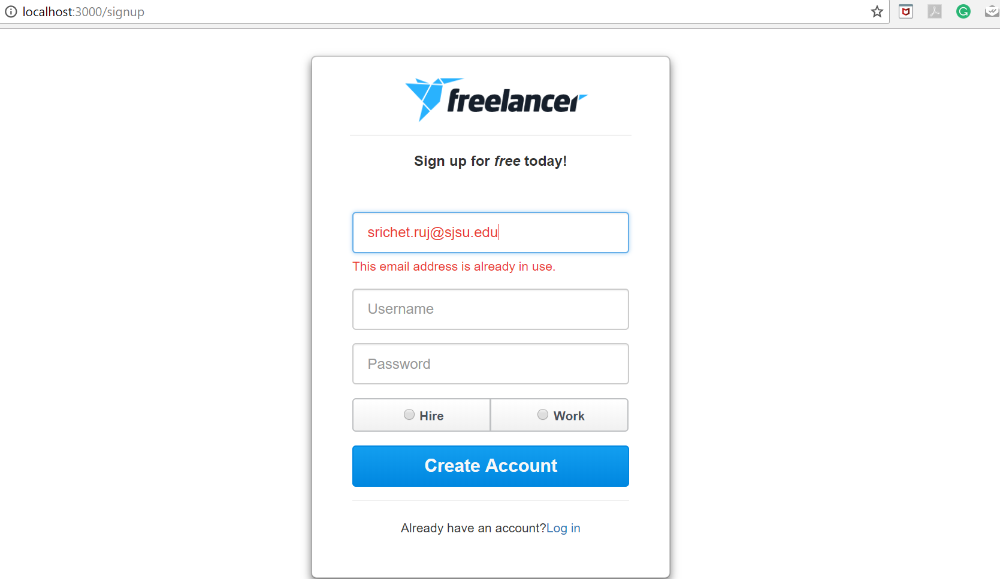 localhost:3000/signup
freelancer
Sign up for free today!
srichet.ruj@sjsu.edu
This email address is already in use.
Username
Password
Hire Work
Create Account
Already have an account?Log in